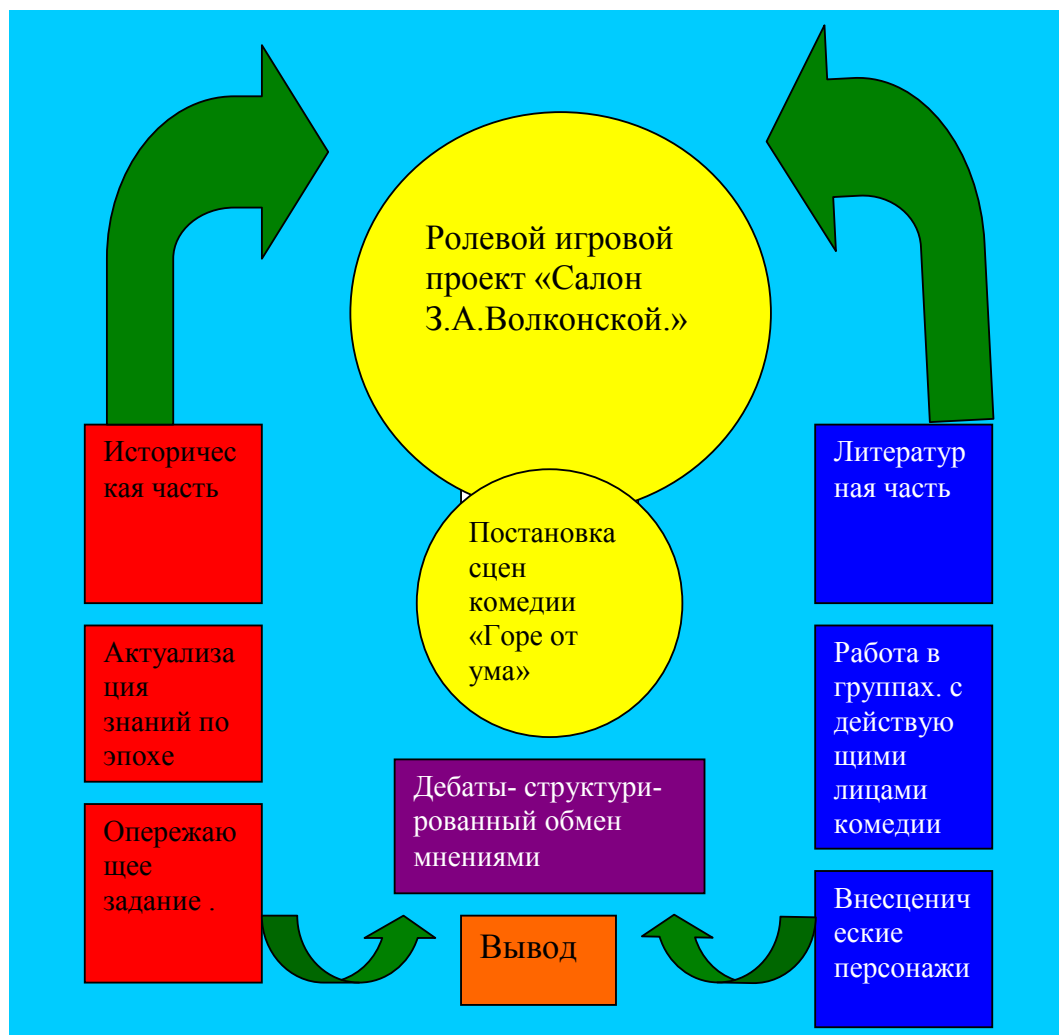 Ролевой игровой
проект «Салон
З.А.Волконской.»
Историчес
кая часть
Литератур
ная часть
Постановка
сцен
комедии
«Горе от
ума»
Актуализа
ция
знаний по
эпохе
Работа в
группах. с
действую
щими
лицами
комедии
Дебаты- структури-
рованный обмен
мнениями
Опережаю
щее
задание .
Внесценич
еские
персонажи
Вывод